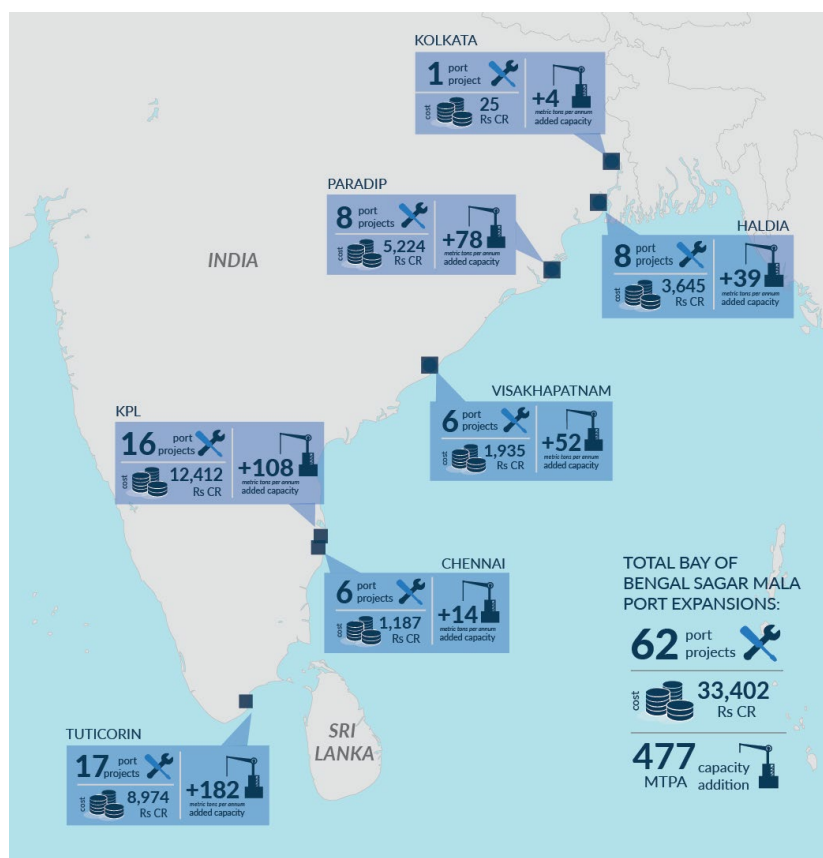 KOLKATA
1 port project
cost
25
Rs CR
+4
metric tons per annum
added capacity
PARADIP
8 port projects
cost
5,224
Rs CR
+78
metric tons per annum
added capacity
INDIA
HALDIA
8 port projects
cost
3,645
Rs CR
+39
metric tons per annum
added capacity
VISAKHAPATNAM
6 port projects
cost
1,935
Rs CR
+52
metric tons per annum
added capacity
KPL
16 port projects
cost
12,412
Rs CR
+108
metric tons per annum
added capacity
CHENNAI
6 port projects
cost
1,187
Rs CR
+14
metric tons per annum
added capacity
TOTAL BAY OF
BENGAL SAGAR MALA
PORT EXPANSIONS:
62 port projects
cost
33,402
Rs CR
477
MTPA
capacity
addition
SRI
LANKA
TUTICORIN
17 port projects
cost
8,974
Rs CR
+182
metric tons per annum
added capacity